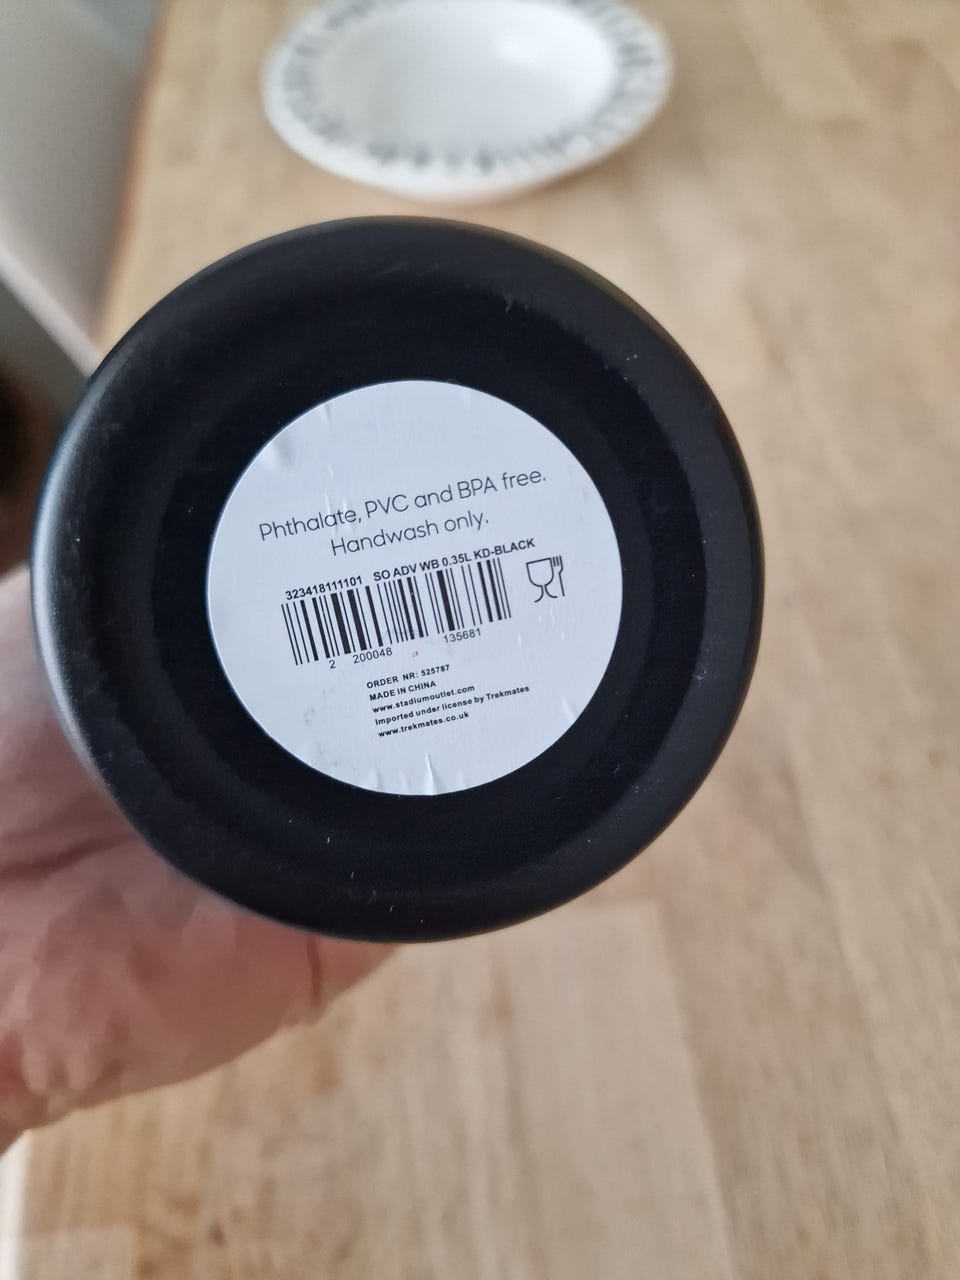 Phthalate, PVC and BPA free.
Handwash only.
323418111101 SO ADV WB 0.35L KD-BLACK
2 200048 135681
ORDER NR: 525787
MADE IN CHINA
www.stadiumoutlet.com
Imported under license by Trekmates
www.trekmates.co.uk